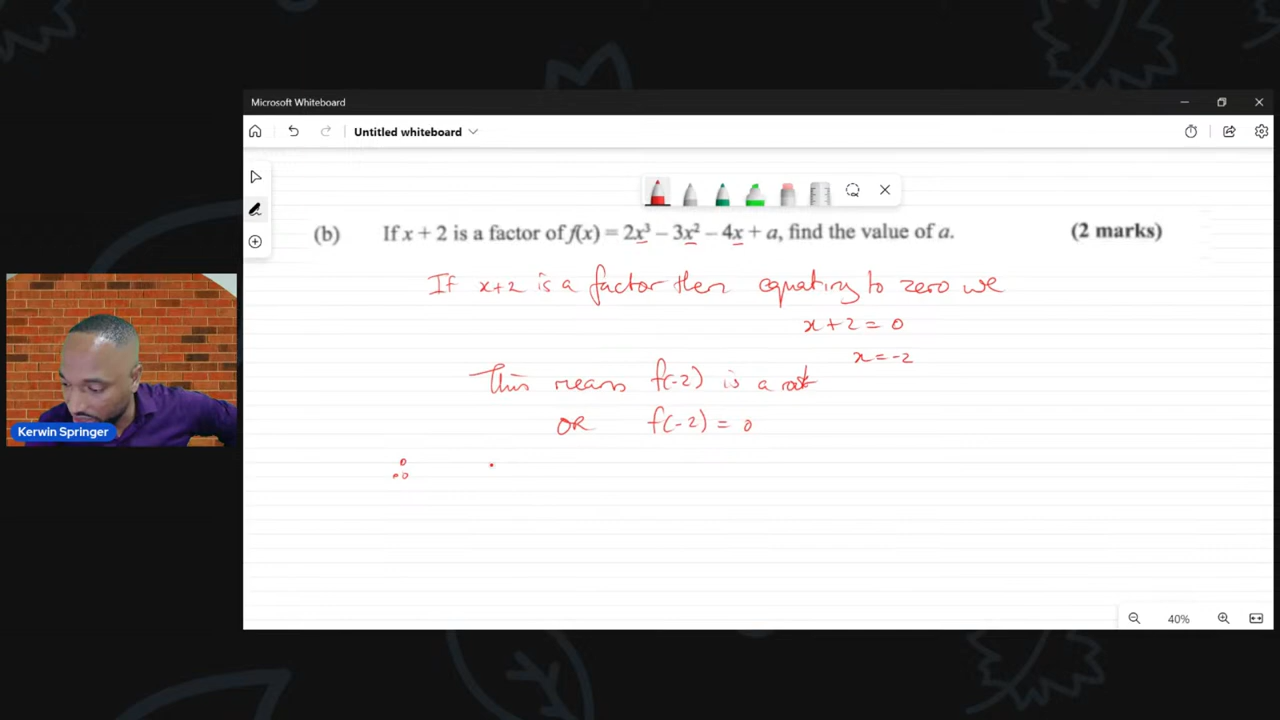 Microsoft Whiteboard
Untitled whiteboard
(b) If x + 2 is a factor of f(x) = 2x³ – 3x² – 4x + a, find the value of a. (2 marks)
If x+2 is a factor then equating to zero we
x+2 = 0
x = -2
This means f(-2) is a root
OR f(-2) = 0
∴
Kerwin Springer
40%